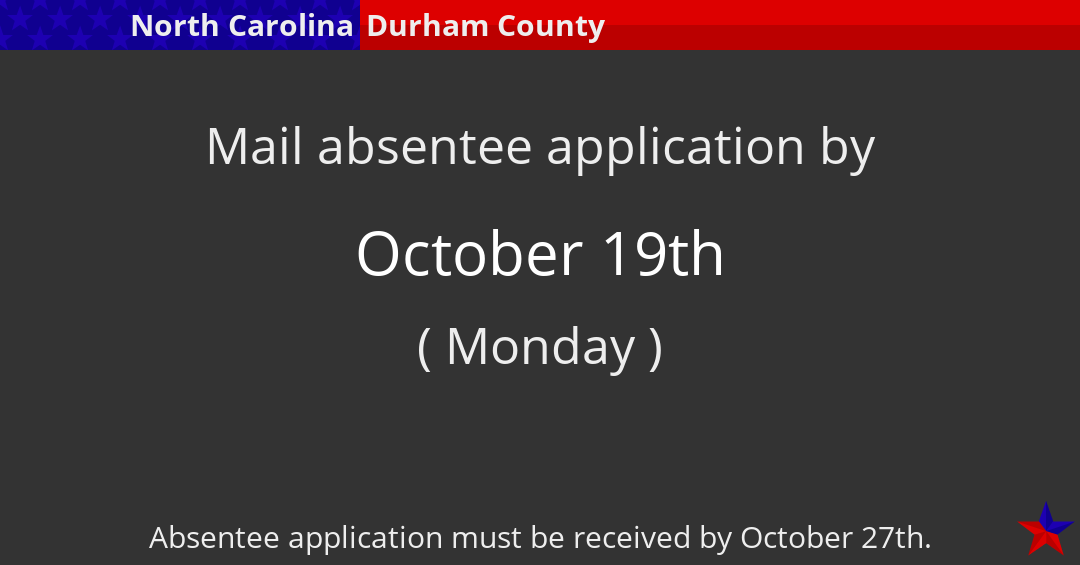 North Carolina Durham County
Mail absentee application by
October 19th
( Monday )
Absentee application must be received by October 27th.